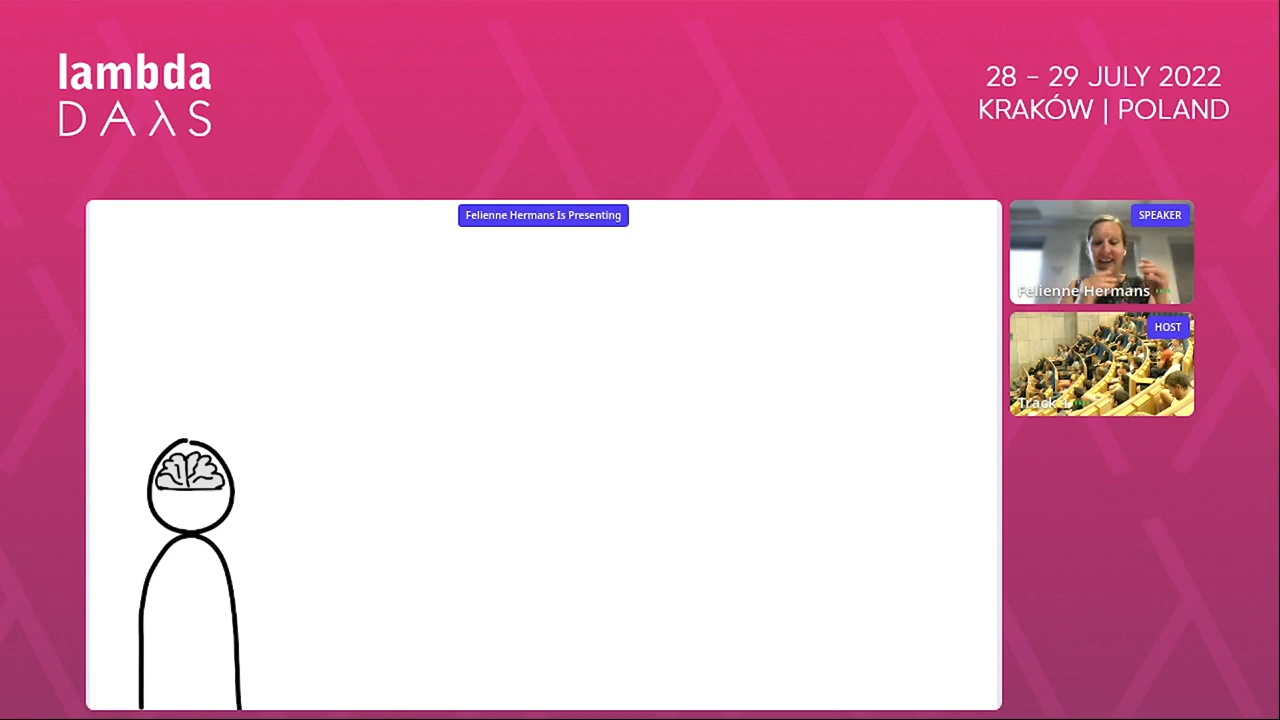 lambda
DAλS
28 – 29 JULY 2022
KRAKÓW | POLAND
Felienne Hermans Is Presenting
SPEAKER
Felienne Hermans
HOST